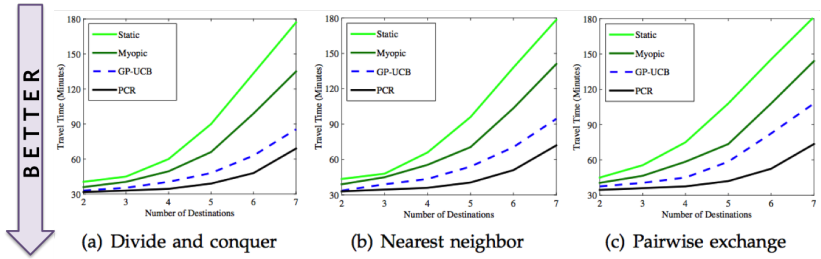 BETTER
180
150
120
90
60
30
Travel Time (Minutes)
Static
Myopic
GP-UCB
PCR
2 3 4 5 6 7
Number of Destinations
(a) Divide and conquer
180
150
120
90
60
30
Travel Time (Minutes)
Static
Myopic
GP-UCB
PCR
2 3 4 5 6 7
Number of Destinations
(b) Nearest neighbor
180
150
120
90
60
30
Travel Time (Minutes)
Static
Myopic
GP-UCB
PCR
2 3 4 5 6 7
Number of Destinations
(c) Pairwise exchange